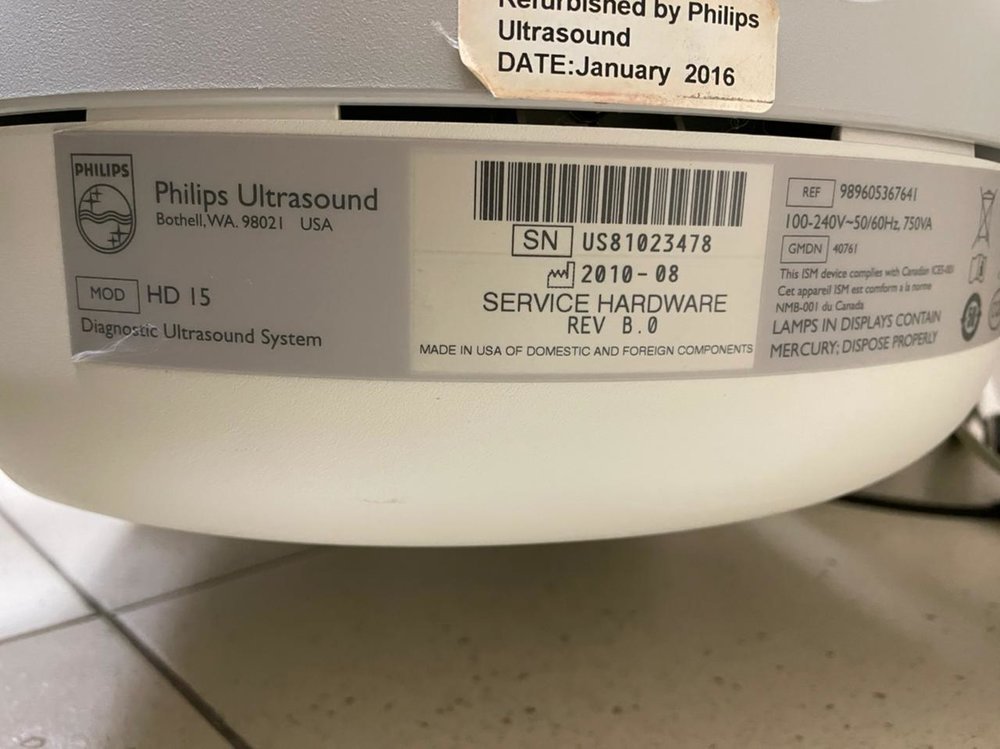 Refurbished by Philips
Ultrasound
DATE:January 2016
PHILIPS
Philips Ultrasound
Bothell, WA. 98021 USA
MOD HD 15
Diagnostic Ultrasound System
SN US81023478
2010-08
SERVICE HARDWARE
REV B.0
MADE IN USA OF DOMESTIC AND FOREIGN COMPONENTS
REF 989605367641
100-240V~50/60Hz, 750VA
GMDN 40761
This ISM device complies with Canadian ICES-001
Cet appareil ISM est conform a la norme
NMB-001 du Canada
LAMPS IN DISPLAYS CONTAIN
MERCURY; DISPOSE PROPERLY